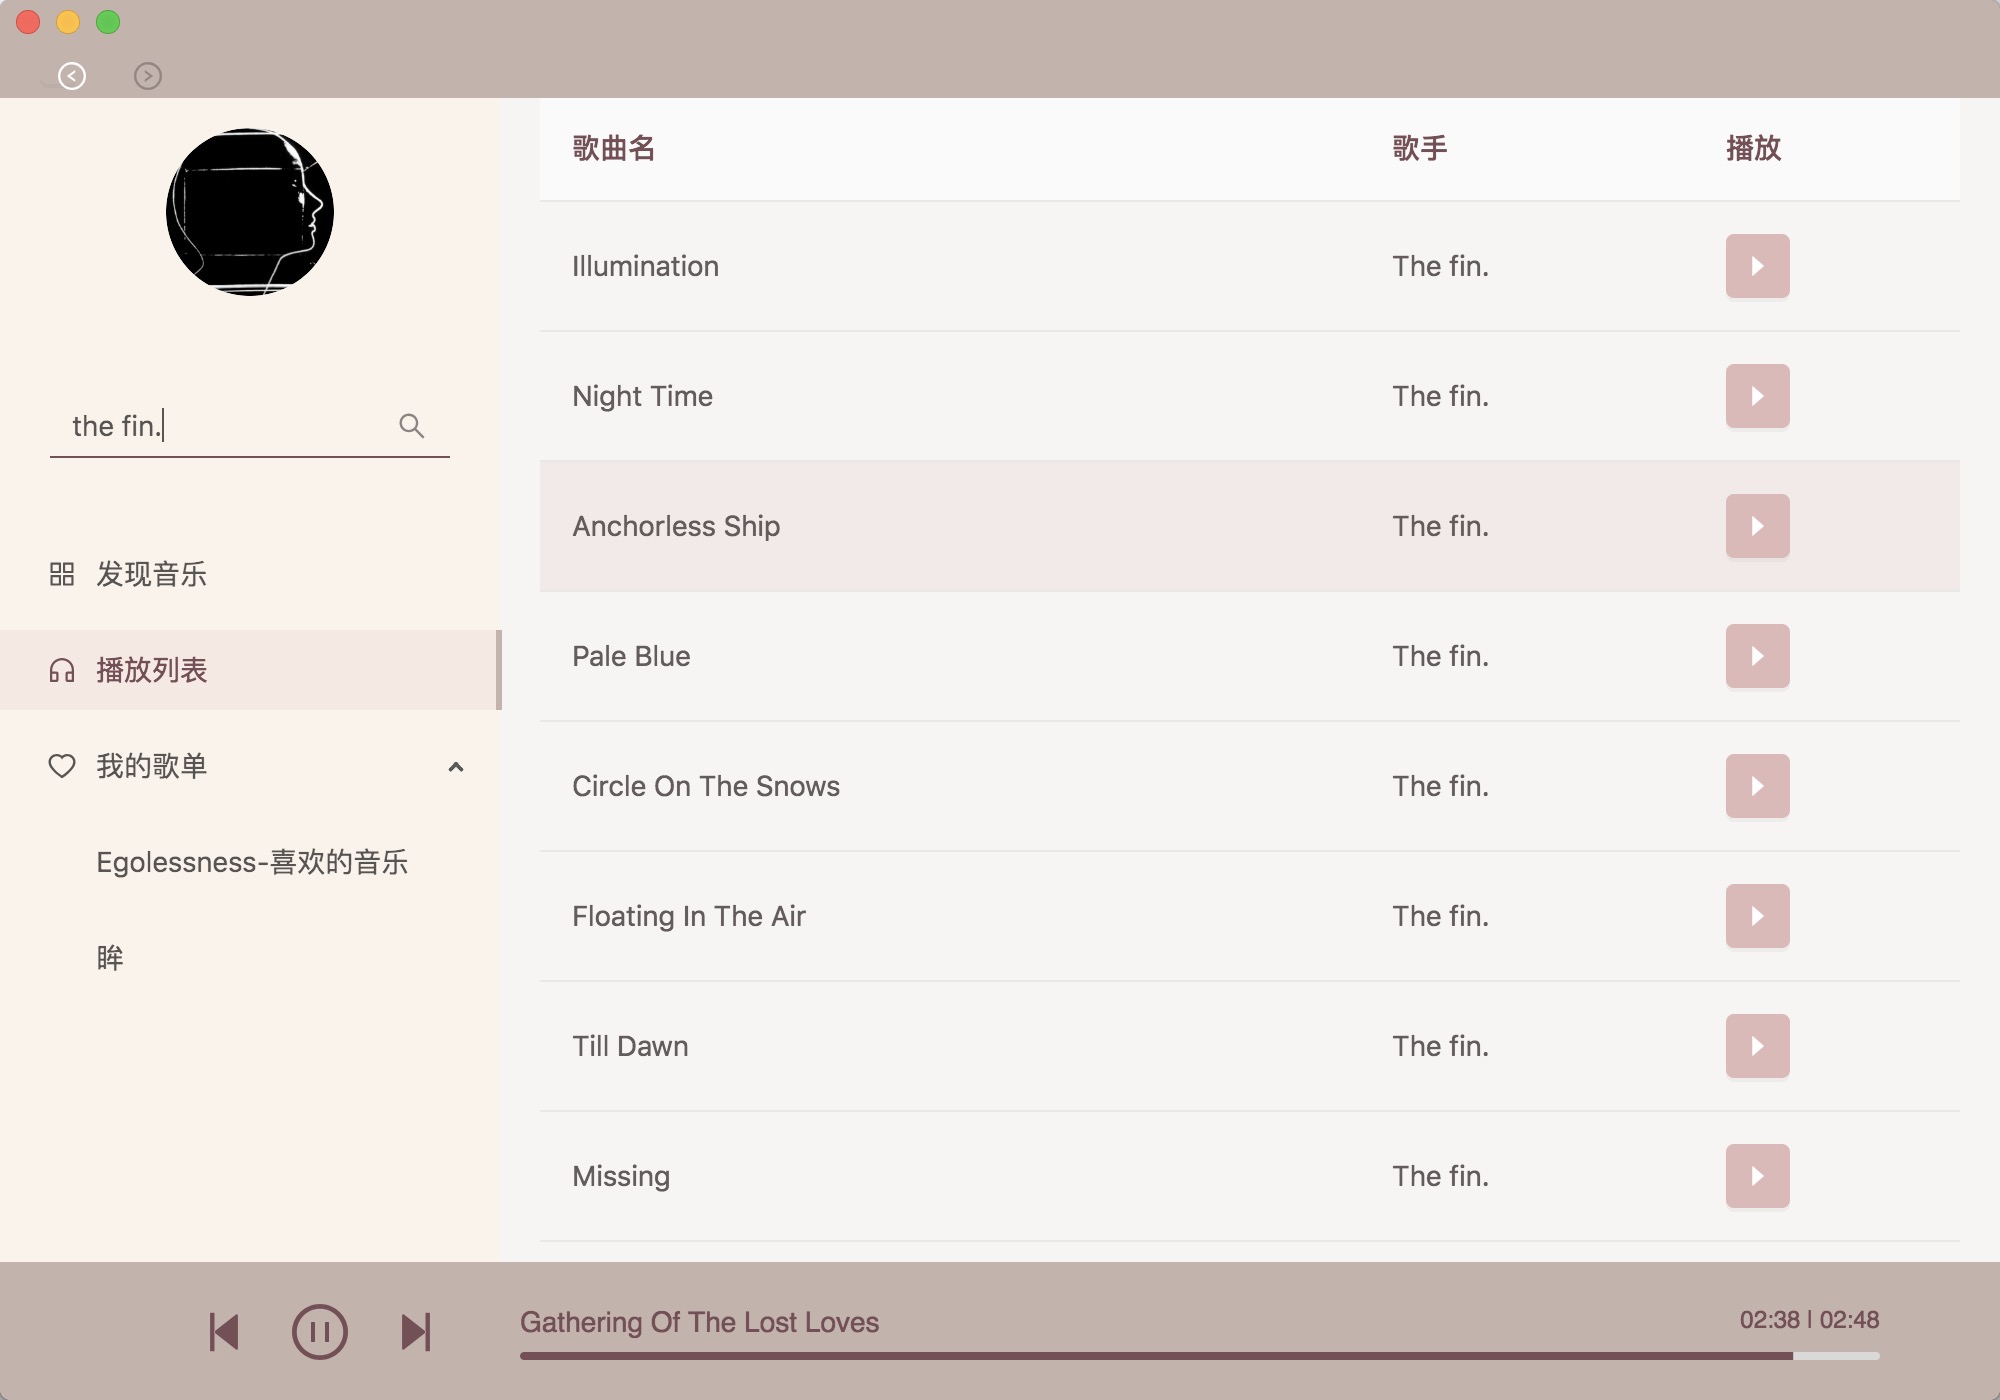 the fin.
发现音乐
播放列表
我的歌单
Egolessness-喜欢的音乐
眸
歌曲名 歌手 播放
Illumination The fin.
Night Time The fin.
Anchorless Ship The fin.
Pale Blue The fin.
Circle On The Snows The fin.
Floating In The Air The fin.
Till Dawn The fin.
Missing The fin.
Gathering Of The Lost Loves 02:38 | 02:48